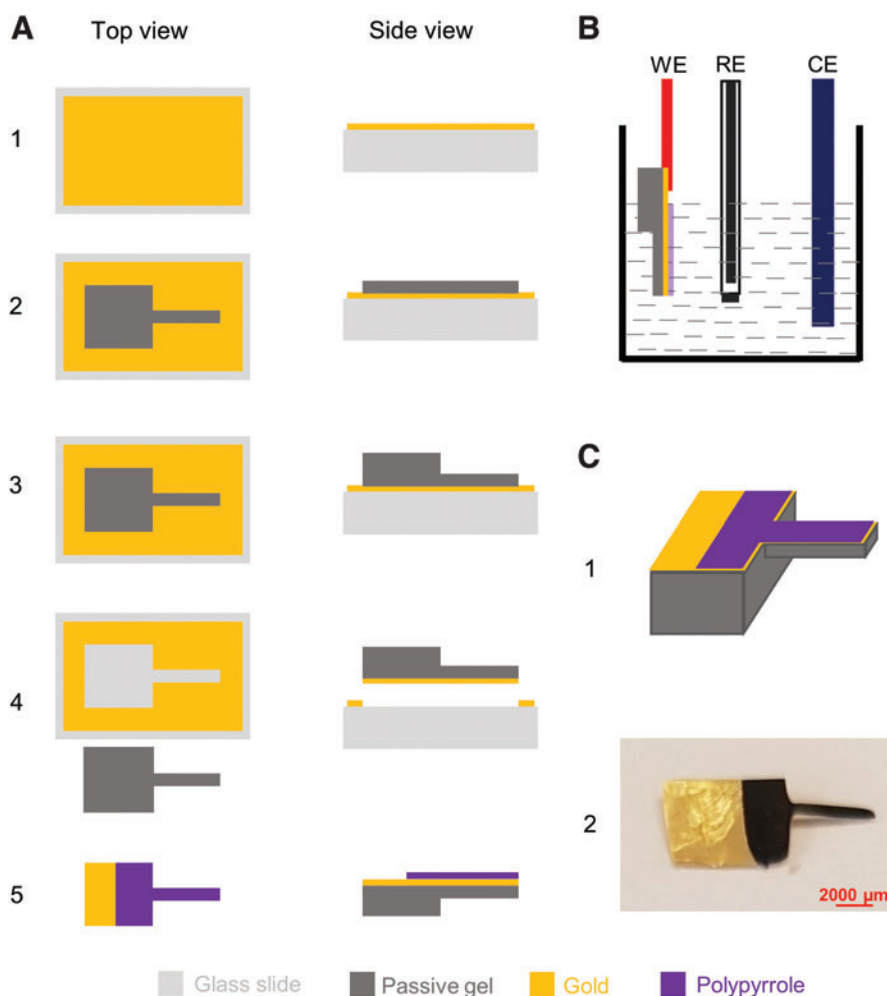 A
Top view
Side view
1
2
3
4
5
B
WE
RE
CE
C
1
2
2000 µm
Glass slide
Passive gel
Gold
Polypyrrole